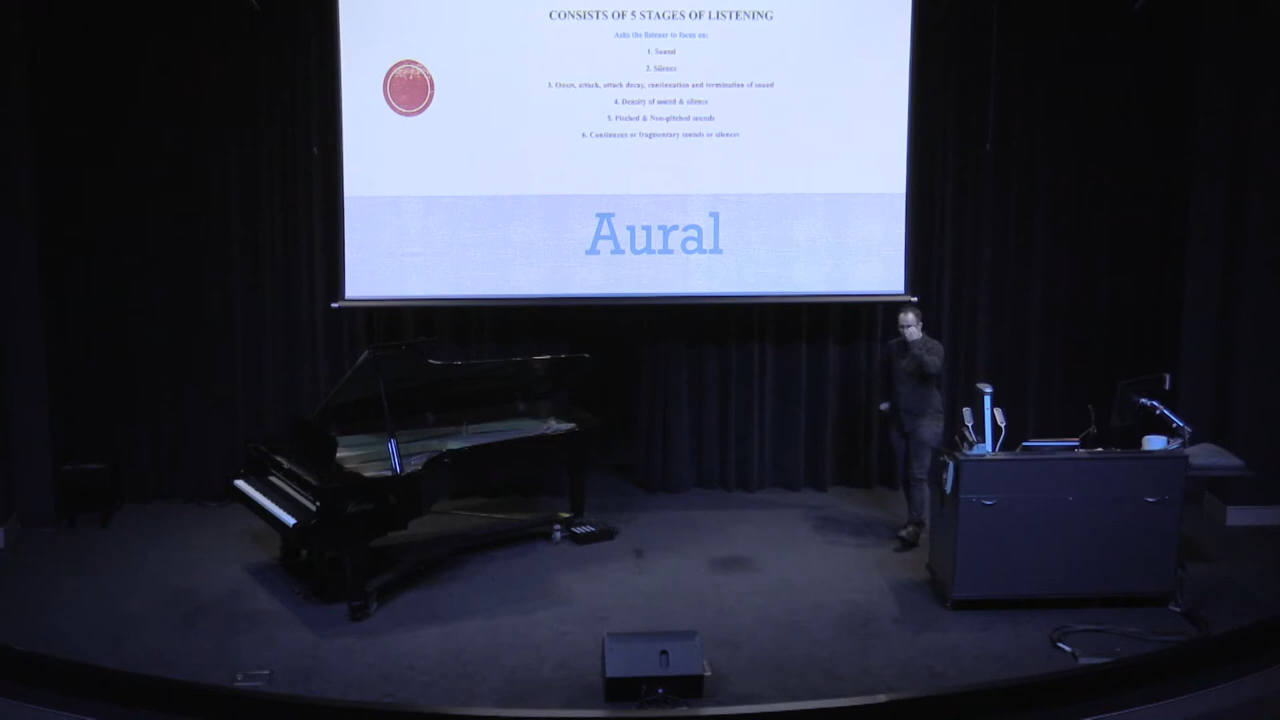 CONSISTS OF 5 STAGES OF LISTENING
Asks the listener to focus on:
1. Sound
2. Silence
3. Onset, attack, attack decay, continuation and termination of sound
4. Density of sound & silence
5. Pitched & Non-pitched sounds
6. Continuous or fragmentary sounds or silences
Aural